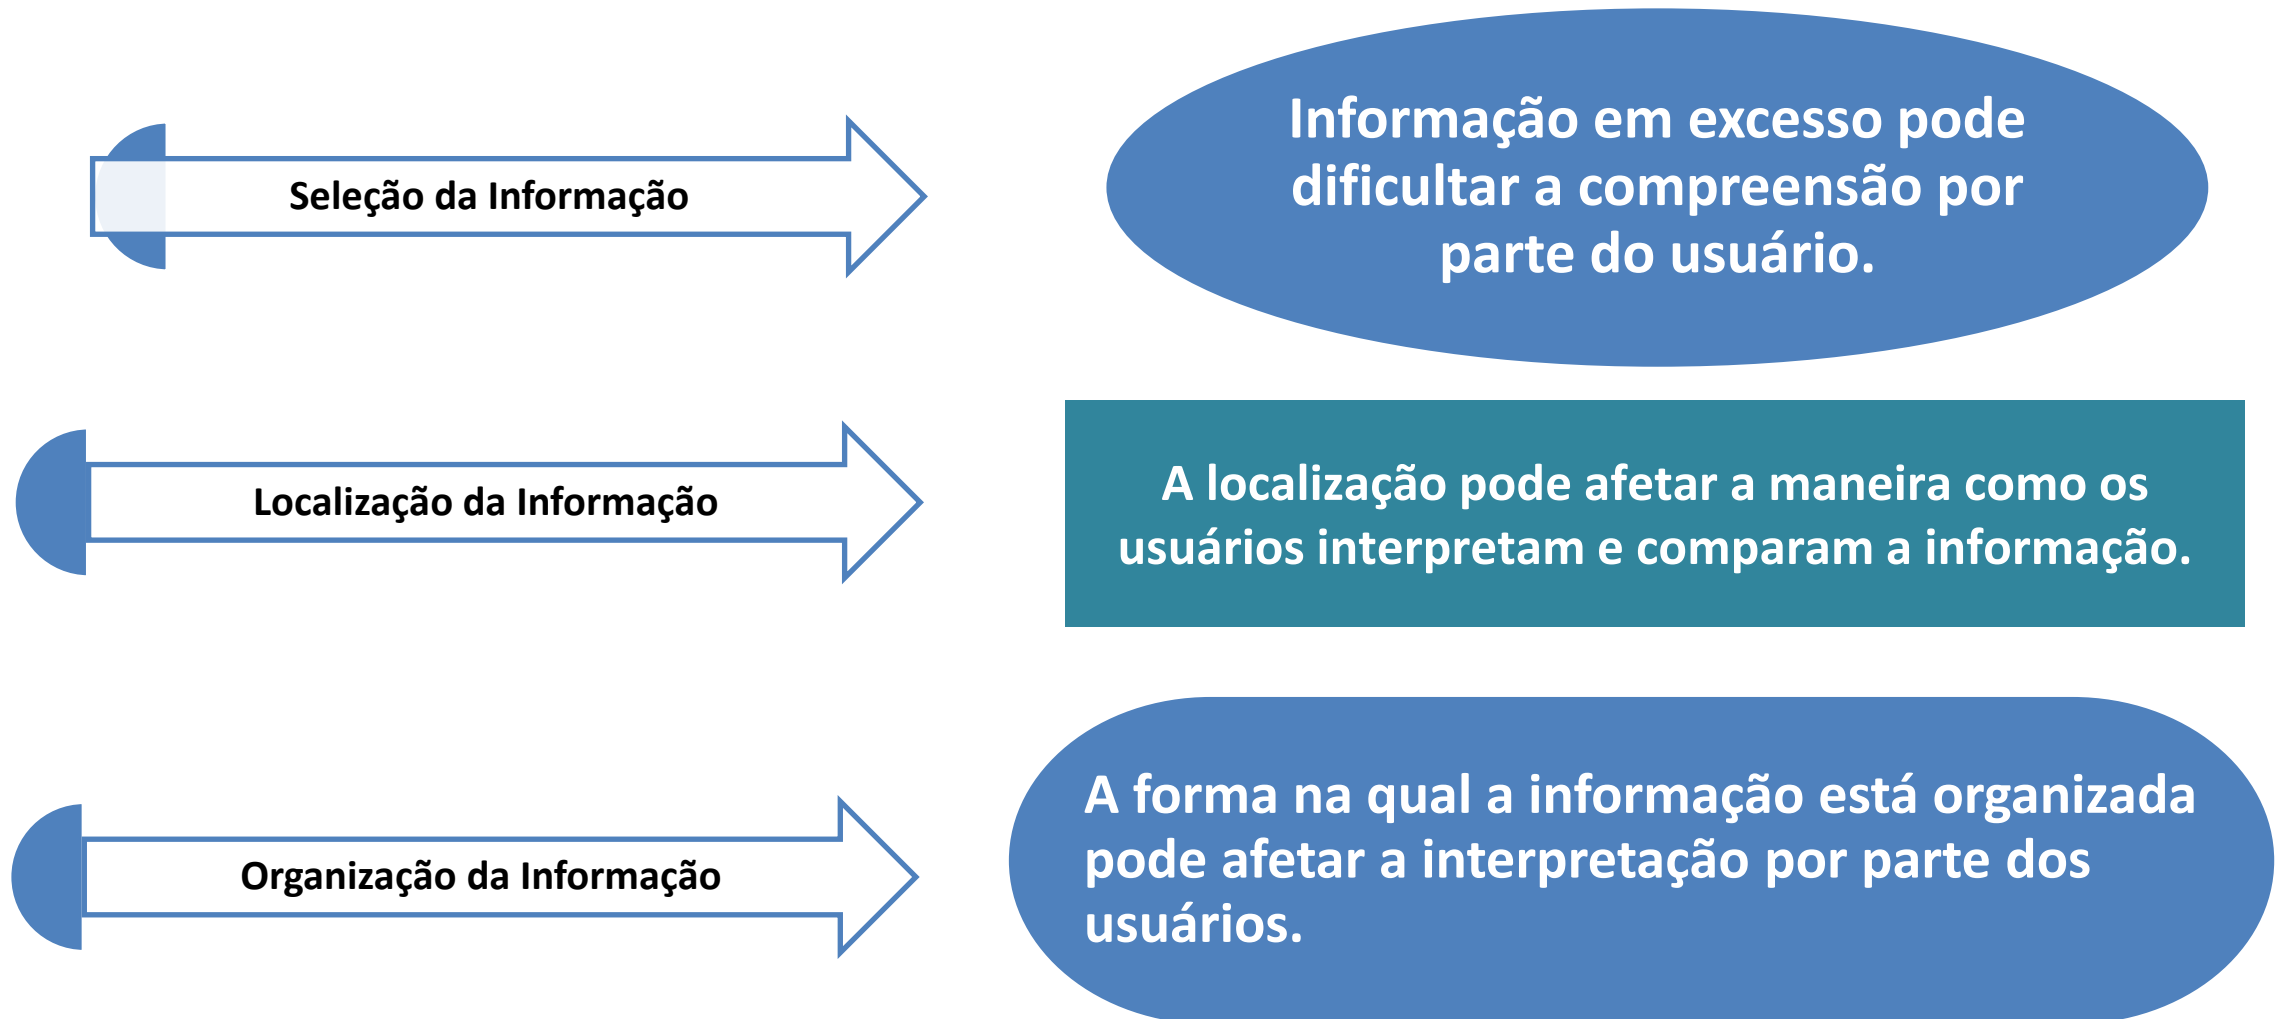 Seleção da Informação
Informação em excesso pode
dificultar a compreensão por
parte do usuário.
Localização da Informação
A localização pode afetar a maneira como os
usuários interpretam e comparam a informação.
Organização da Informação
A forma na qual a informação está organizada
pode afetar a interpretação por parte dos
usuários.